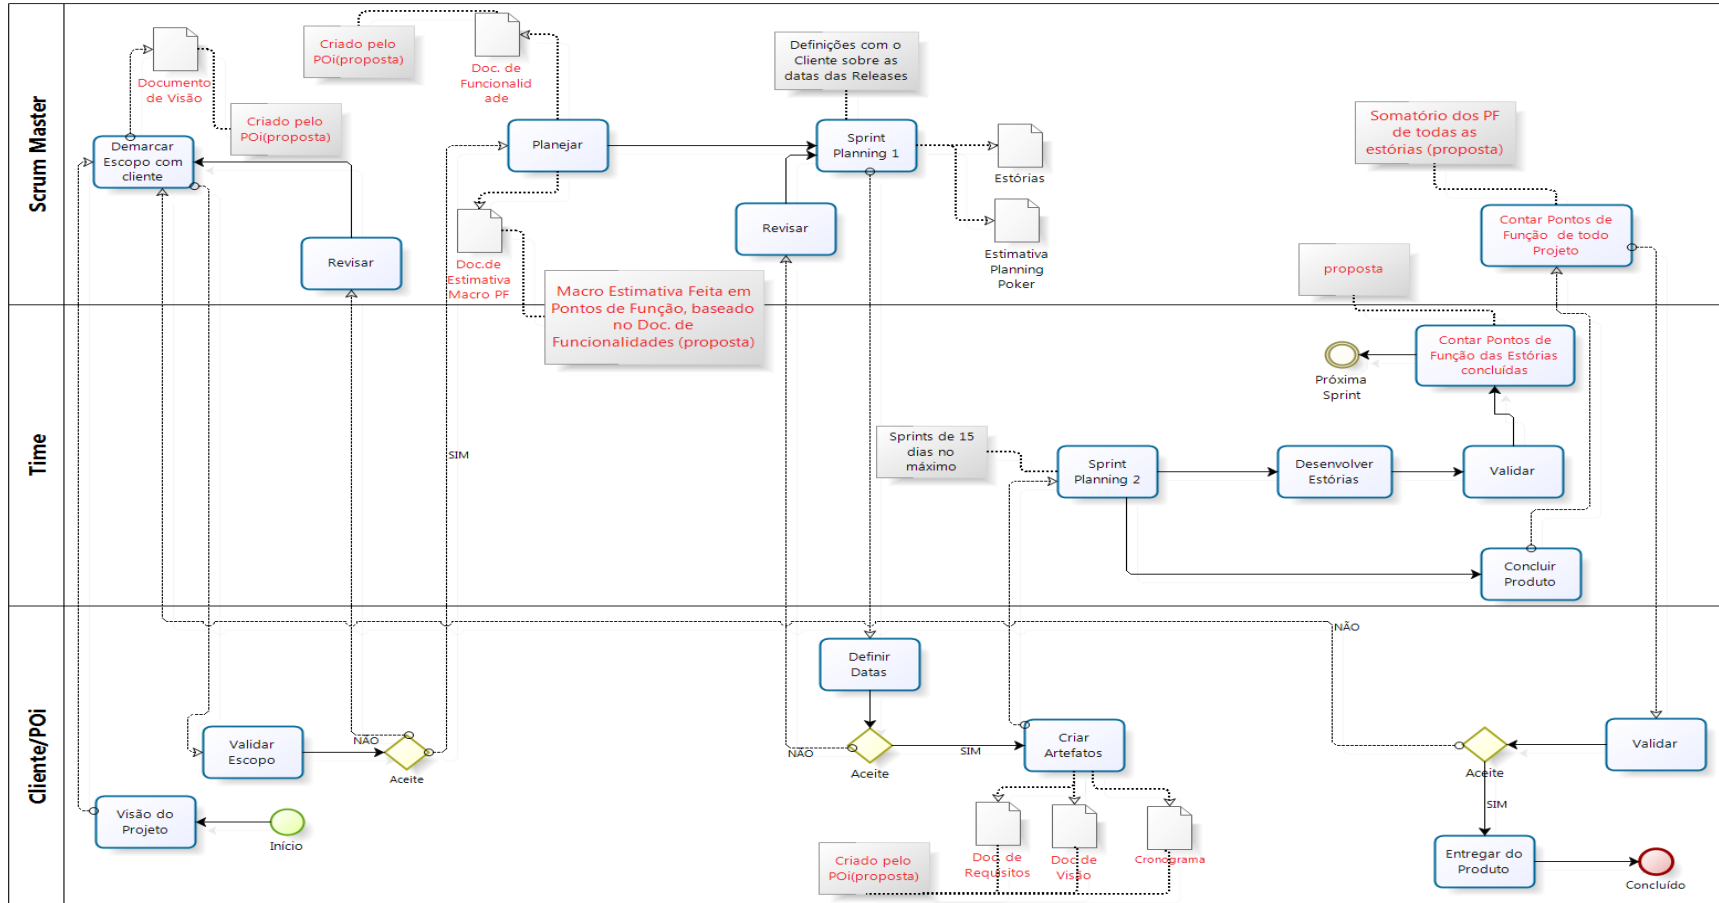 Scrum Master
Documento
de Visão
Criado pelo
POi(proposta)
Demarcar
Escopo com
cliente
Revisar
Criado pelo
POi(proposta)
Doc. de
Funcionalid
ade
Planejar
Doc.de
Estimativa
Macro PF
Macro Estimativa Feita em
Pontos de Função, baseado
no Doc. de
Funcionalidades (proposta)
Definições com o
Cliente sobre as
datas das Releases
Sprint
Planning 1
Revisar
Estórias
Estimativa
Planning
Poker
Somatório dos PF
de todas as
estórias (proposta)
Contar Pontos de
Função de todo
Projeto
proposta
Time
SIM
Contar Pontos de
Função das Estórias
concluídas
Próxima
Sprint
Sprints de 15
dias no
máximo
Sprint
Planning 2
Desenvolver
Estórias
Validar
Concluir
Produto
Cliente/POi
Validar
Escopo
NÃO
Aceite
Visão do
Projeto
Início
Definir
Datas
NÃO
Aceite
SIM
Criar
Artefatos
Criado pelo
POi(proposta)
Doc. de
Requisitos
Doc de
Visão
Cronograma
NÃO
Aceite
Validar
SIM
Entregar do
Produto
Concluído